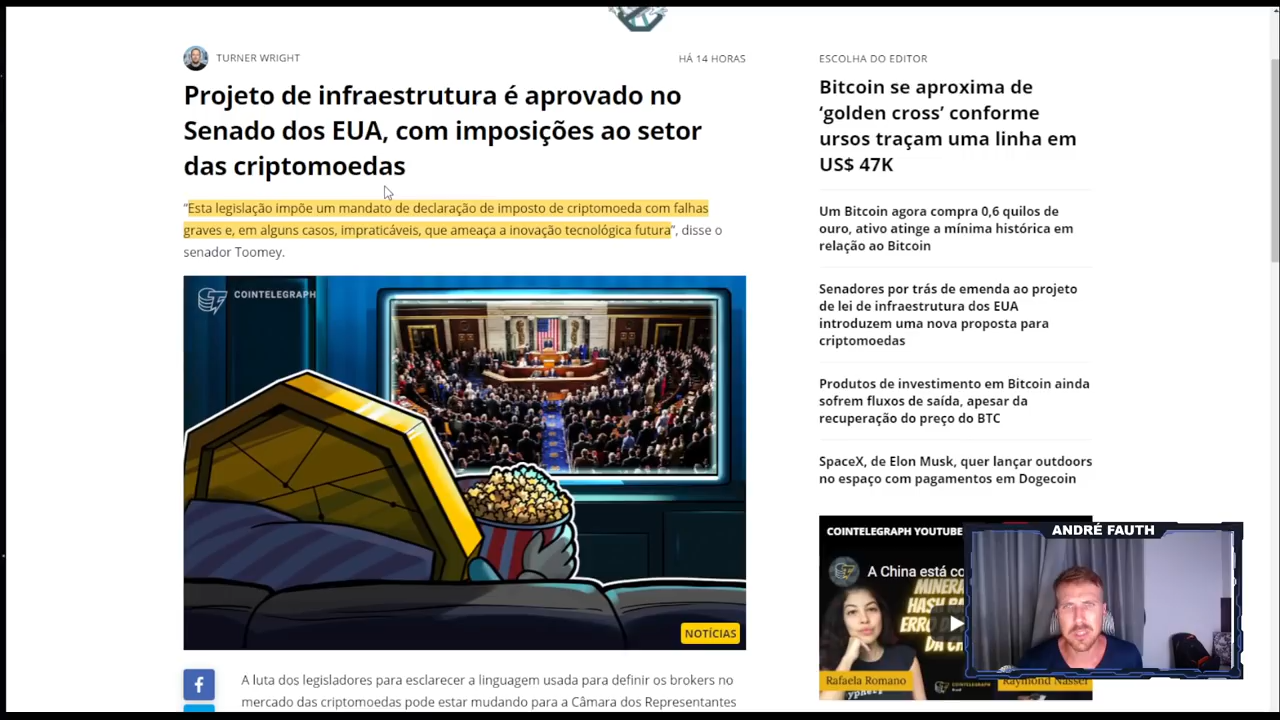 TURNER WRIGHT
HÁ 14 HORAS
Projeto de infraestrutura é aprovado no
Senado dos EUA, com imposições ao setor
das criptomoedas
“Esta legislação impõe um mandato de declaração de imposto de criptomoeda com falhas
graves e, em alguns casos, impraticáveis, que ameaça a inovação tecnológica futura”, disse o
senador Toomey.
COINTELEGRAPH
NOTÍCIAS
A luta dos legisladores para esclarecer a linguagem usada para definir os brokers no
mercado das criptomoedas pode estar mudando para a Câmara dos Representantes
ESCOLHA DO EDITOR
Bitcoin se aproxima de
‘golden cross’ conforme
ursos traçam uma linha em
US$ 47K
Um Bitcoin agora compra 0,6 quilos de
ouro, ativo atinge a mínima histórica em
relação ao Bitcoin
Senadores por trás de emenda ao projeto
de lei de infraestrutura dos EUA
introduzem uma nova proposta para
criptomoedas
Produtos de investimento em Bitcoin ainda
sofrem fluxos de saída, apesar da
recuperação do preço do BTC
SpaceX, de Elon Musk, quer lançar outdoors
no espaço com pagamentos em Dogecoin
COINTELEGRAPH YOUTUBE
A China está
HASH
Rafaela Romano
Raymond Nasser
ANDRÉ FAUTH